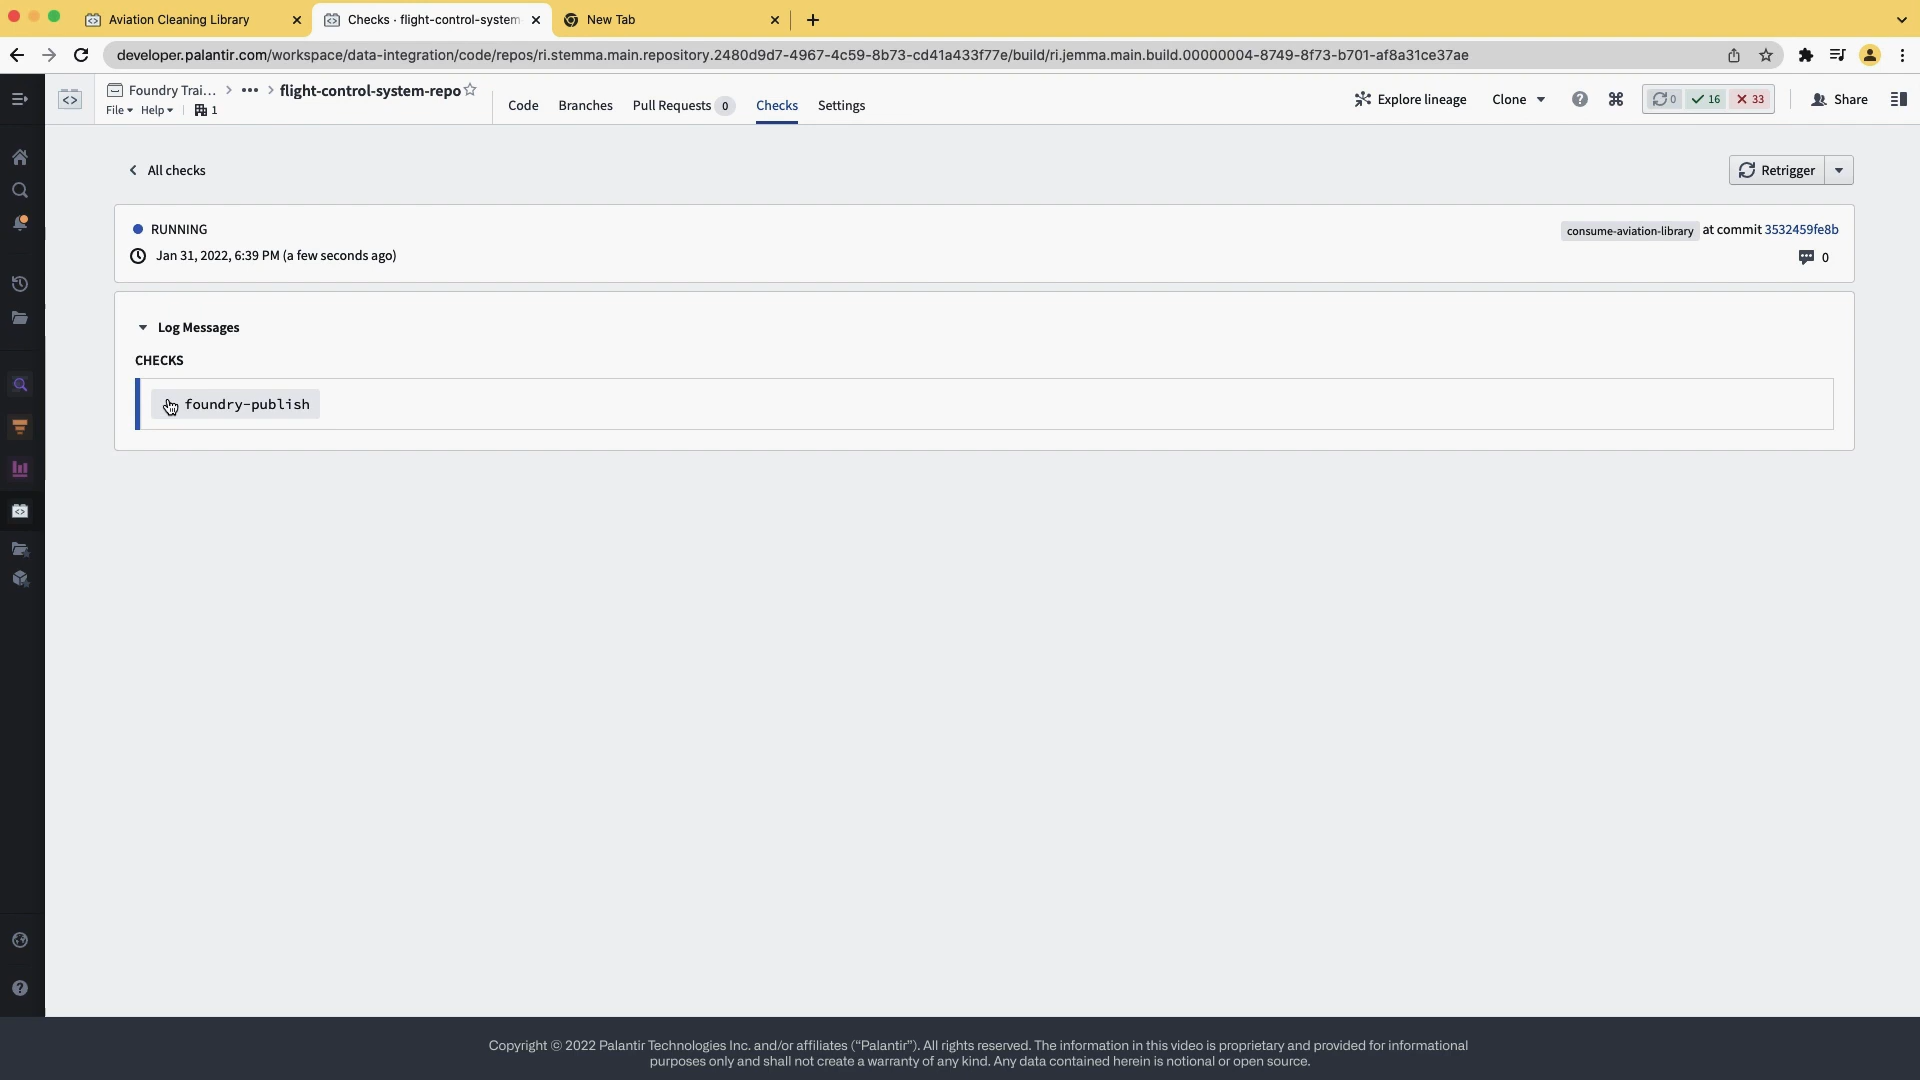 Aviation Cleaning Library
Checks · flight-control-system
New Tab
developer.palantir.com/workspace/data-integration/code/repos/ri.stemma.main.repository.2480d9d7-4967-4c59-8b73-cd41a433f77e/build/ri.jemma.main.build.00000004-8749-8f73-b701-af8a31ce37ae
Foundry Trai... > ••• > flight-control-system-repo
File Help 1
Code Branches Pull Requests 0 Checks Settings
Explore lineage Clone 0 16 33 Share
All checks
Retrigger
RUNNING
consume-aviation-library at commit 3532459fe8b
Jan 31, 2022, 6:39 PM (a few seconds ago)
0
Log Messages
CHECKS
foundry-publish
Copyright © 2022 Palantir Technologies Inc. and/or affiliates (“Palantir”). All rights reserved. The information in this video is proprietary and provided for informational
purposes only and shall not create a warranty of any kind. Any data contained herein is notional or open source.